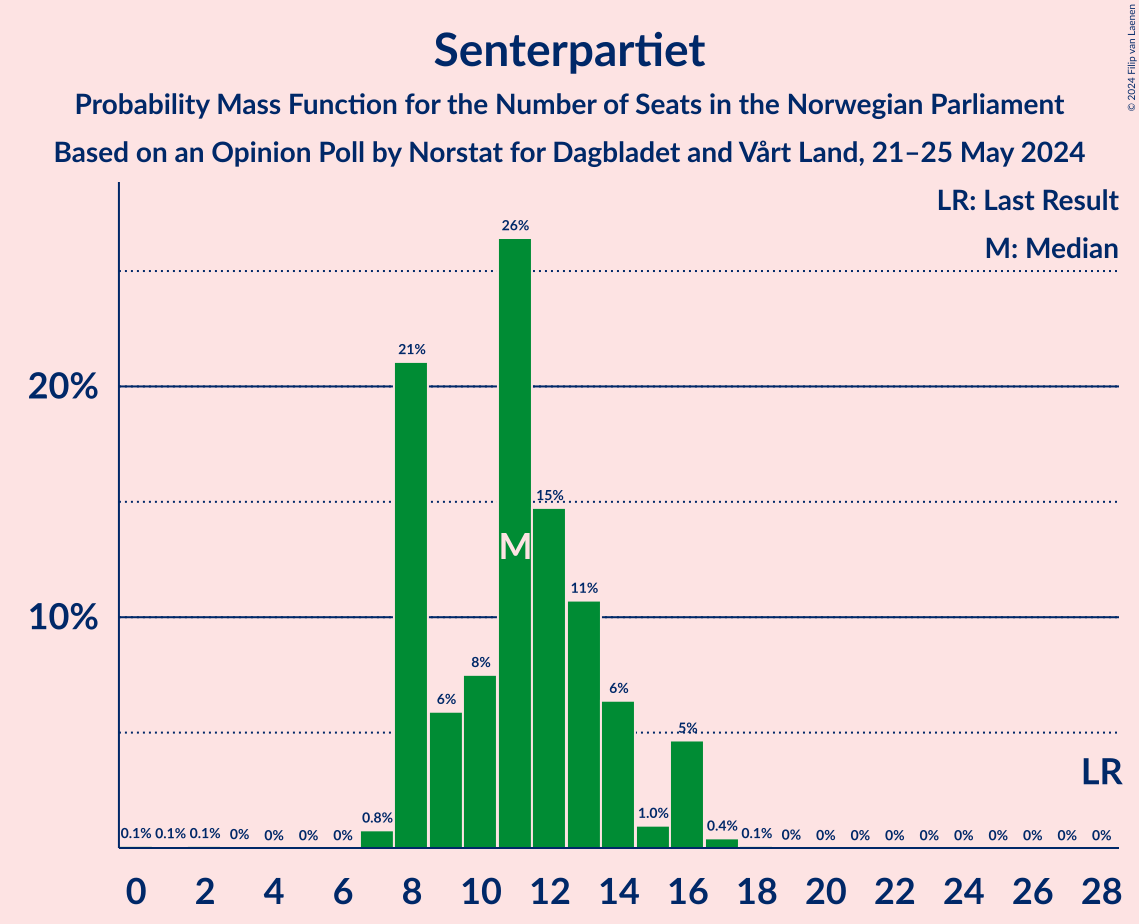 Senterpartiet
Probability Mass Function for the Number of Seats in the Norwegian Parliament
Based on an Opinion Poll by Norstat for Dagbladet and Vårt Land, 21–25 May 2024
© 2024 Filip van Laenen
LR: Last Result
M: Median
26%
21%
20%
15%
M
11%
10%
8%
6%
6%
5%
LR
0.1% 0.1% 0.1% 0% 0% 0% 0% 0.8% 1.0% 0.4% 0.1% 0% 0% 0% 0% 0% 0% 0% 0% 0% 0%
0 2 4 6 8 10 12 14 16 18 20 22 24 26 28